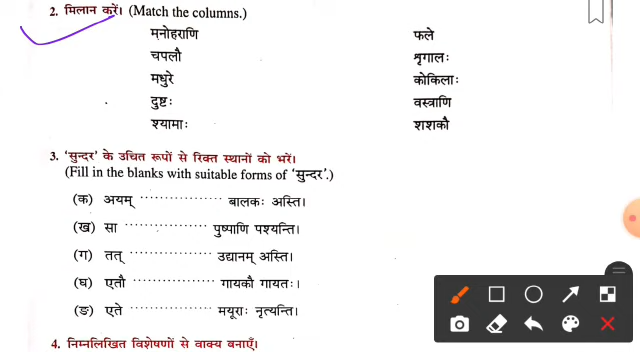 2. मिलान करें। (Match the columns.)
मनोहराणि फले
चपलौ शृगालः
मधुरे कोकिलाः
दुष्टः वस्त्राणि
श्यामाः शशकौ
3. ‘सुन्दर’ के उचित रूपों से रिक्त स्थानों को भरें।
(Fill in the blanks with suitable forms of ‘सुन्दर’.)
(क) अयम् ................ बालकः अस्ति।
(ख) सा ................ पुष्पाणि पश्यन्ति।
(ग) तत् ................ उद्यानम् अस्ति।
(घ) एतौ ................ गायकौ गायतः।
(ङ) एते ................ मयूराः नृत्यन्ति।
4. निम्नलिखित विशेषणों से वाक्य बनाएँ।